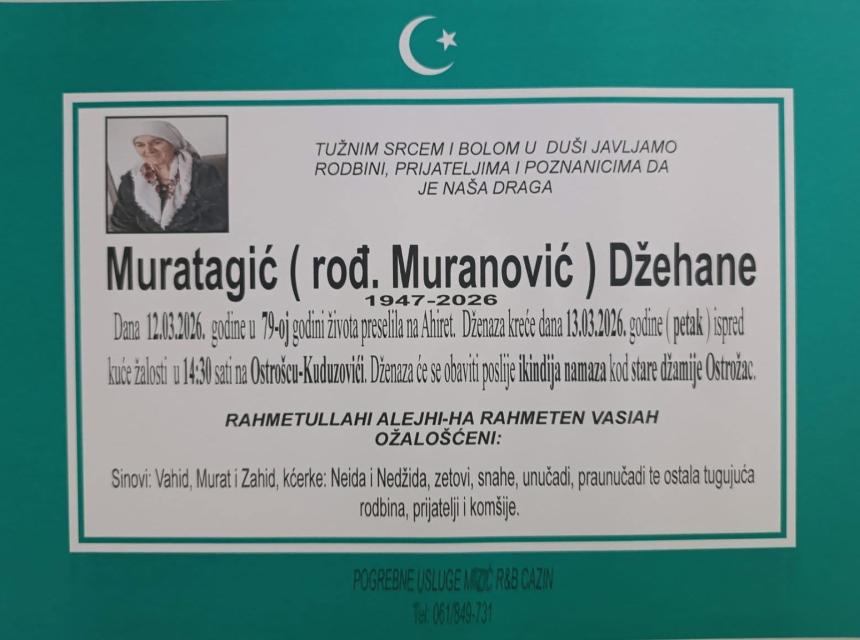 TUŽNIM SRCEM I BOLOM U DUŠI JAVLJAMO
RODBINI, PRIJATELJIMA I POZNANICIMA DA
JE NAŠA DRAGA
Muratagić ( rođ. Muranović ) Džehane
1947-2026
Dana 12.03.2026. godine u 79-oj godini života preselila na Ahiret. Dženaza kreće dana 13.03.2026. godine ( petak ) ispred
kuće žalosti u 14:30 sati na Ostrošcu-Kuduzovići. Dženaza će se obaviti poslije ikindija namaza kod stare džamije Ostrožac.
RAHMETULLAHI ALEJHI-HA RAHMETEN VASIAH
OŽALOŠĆENI:
Sinovi: Vahid, Murat i Zahid, kćerke: Neida i Nedžida, zetovi, snahe, unučadi, praunučadi te ostala tugujuća
rodbina, prijatelji i komšije.
POGREBNE USLUGE R&B CAZIN
Tel: 061/849-731